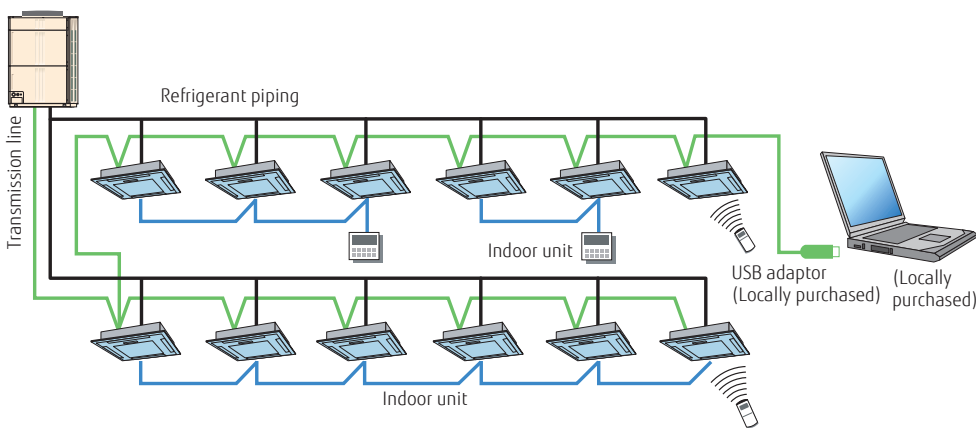 Refrigerant piping
Transmission line
Indoor unit
USB adaptor
(Locally purchased)
(Locally
purchased)
Indoor unit